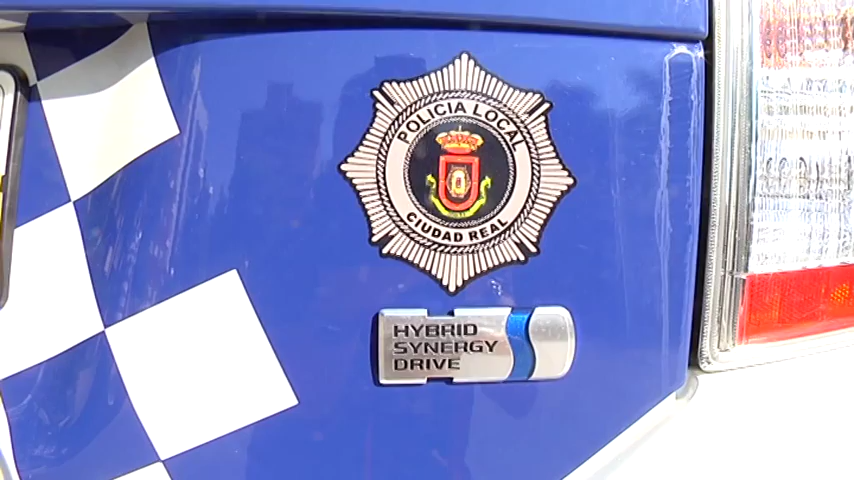 POLICIA LOCAL
CIUDAD REAL
HYBRID
SYNERGY
DRIVE